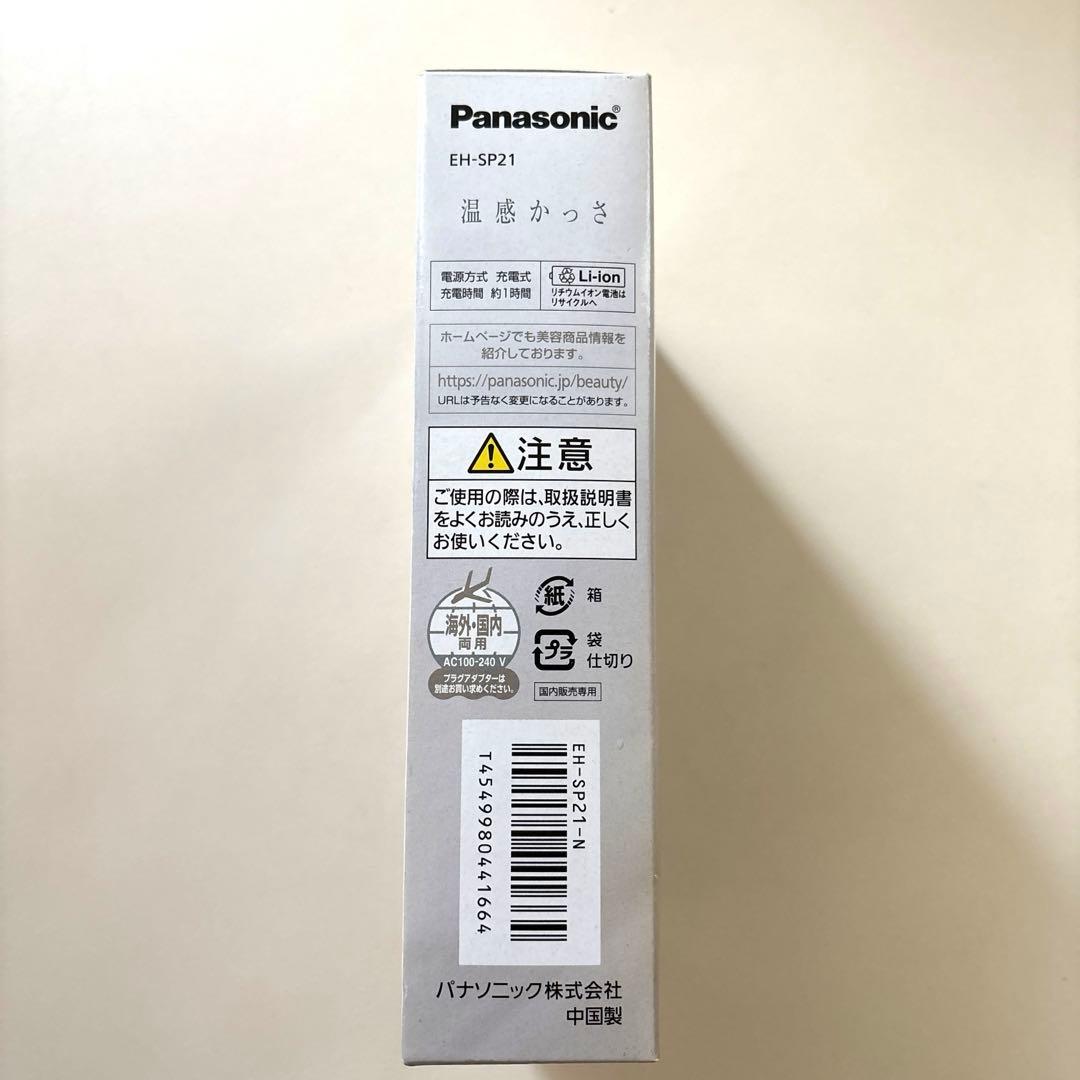 Panasonic®
EH-SP21
温感かっさ
電源方式 充電式
充電時間 約1時間
Li-ion
リチウムイオン電池は
リサイクルへ
ホームページでも美容商品情報を
紹介しております。
https://panasonic.jp/beauty/
URLは予告なく変更になることがあります。
注意
ご使用の際は、取扱説明書
をよくお読みのうえ、正しく
お使いください。
海外・国内
両用
AC100-240 V
プラグアダプターは
別途お買い求めください。
紙 箱
プラ 袋
仕切り
国内販売専用
EH-SP21-N
T4549980441664
パナソニック株式会社
中国製